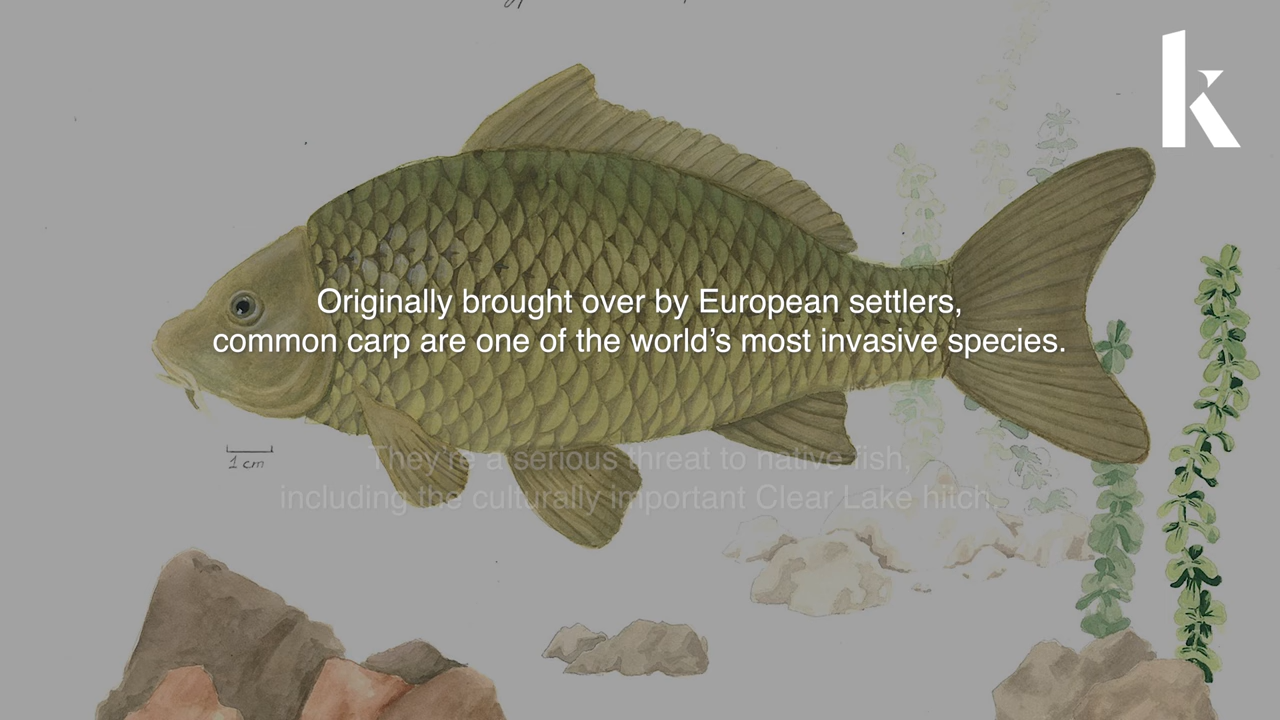 k
Originally brought over by European settlers,
common carp are one of the world’s most invasive species.
They're a serious threat to native fish,
including the culturally important Clear Lake hitch.
1 cm